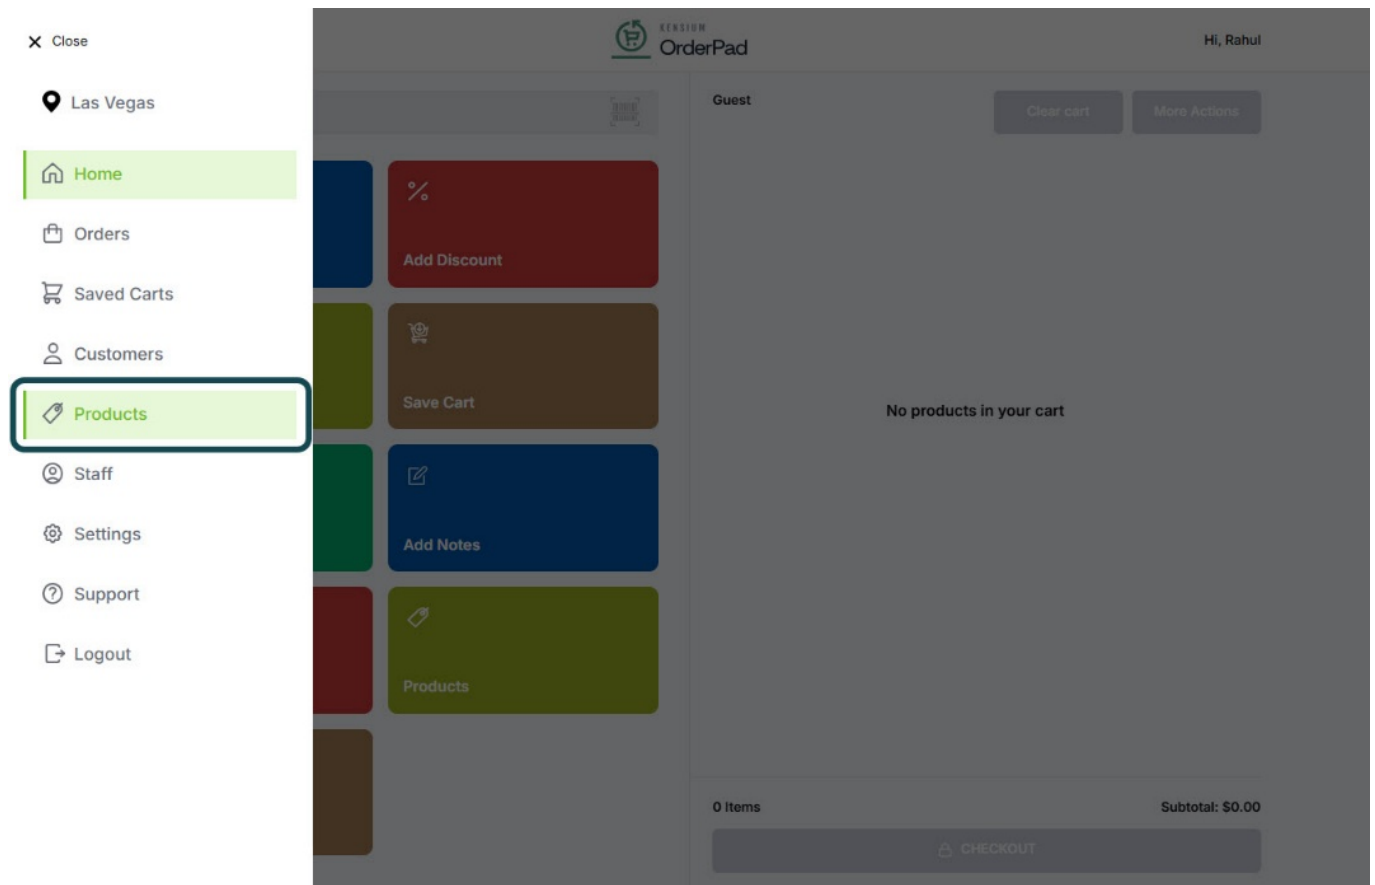 Close
Las Vegas
Home
Orders
Saved Carts
Customers
Products
Staff
Settings
Support
Logout
KENSIUM
OrderPad
Hi, Rahul
Add Discount
Save Cart
Add Notes
Products
Guest
Clear cart
More Actions
No products in your cart
0 Items
Subtotal: $0.00
CHECKOUT